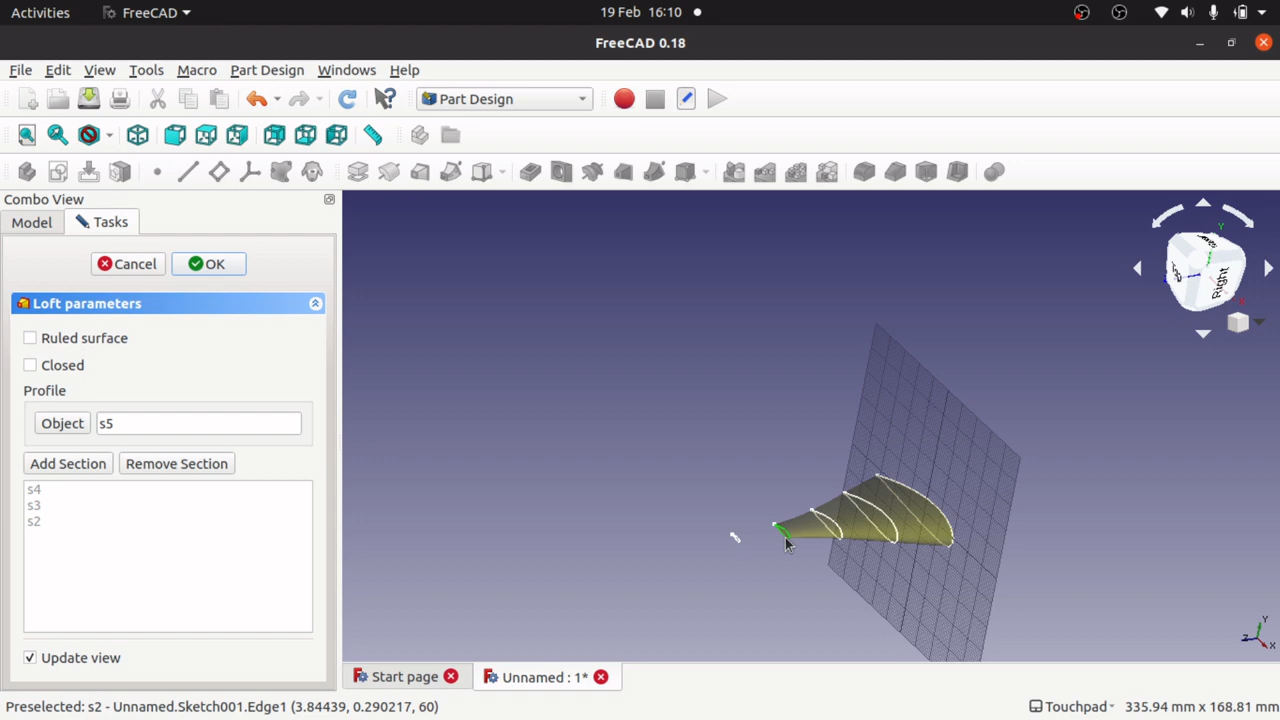 Activities
FreeCAD
19 Feb 16:10
FreeCAD 0.18
File Edit View Tools Macro Part Design Windows Help
Part Design
Combo View
Model
Tasks
Cancel
OK
Loft parameters
Ruled surface
Closed
Profile
Object
s5
Add Section
Remove Section
s4
s3
s2
Update view
Y
Right
X
Y
Z
X
Start page
Unnamed : 1*
Preselected: s2 - Unnamed.Sketch001.Edge1 (3.84439, 0.290217, 60)
Touchpad
335.94 mm x 168.81 mm